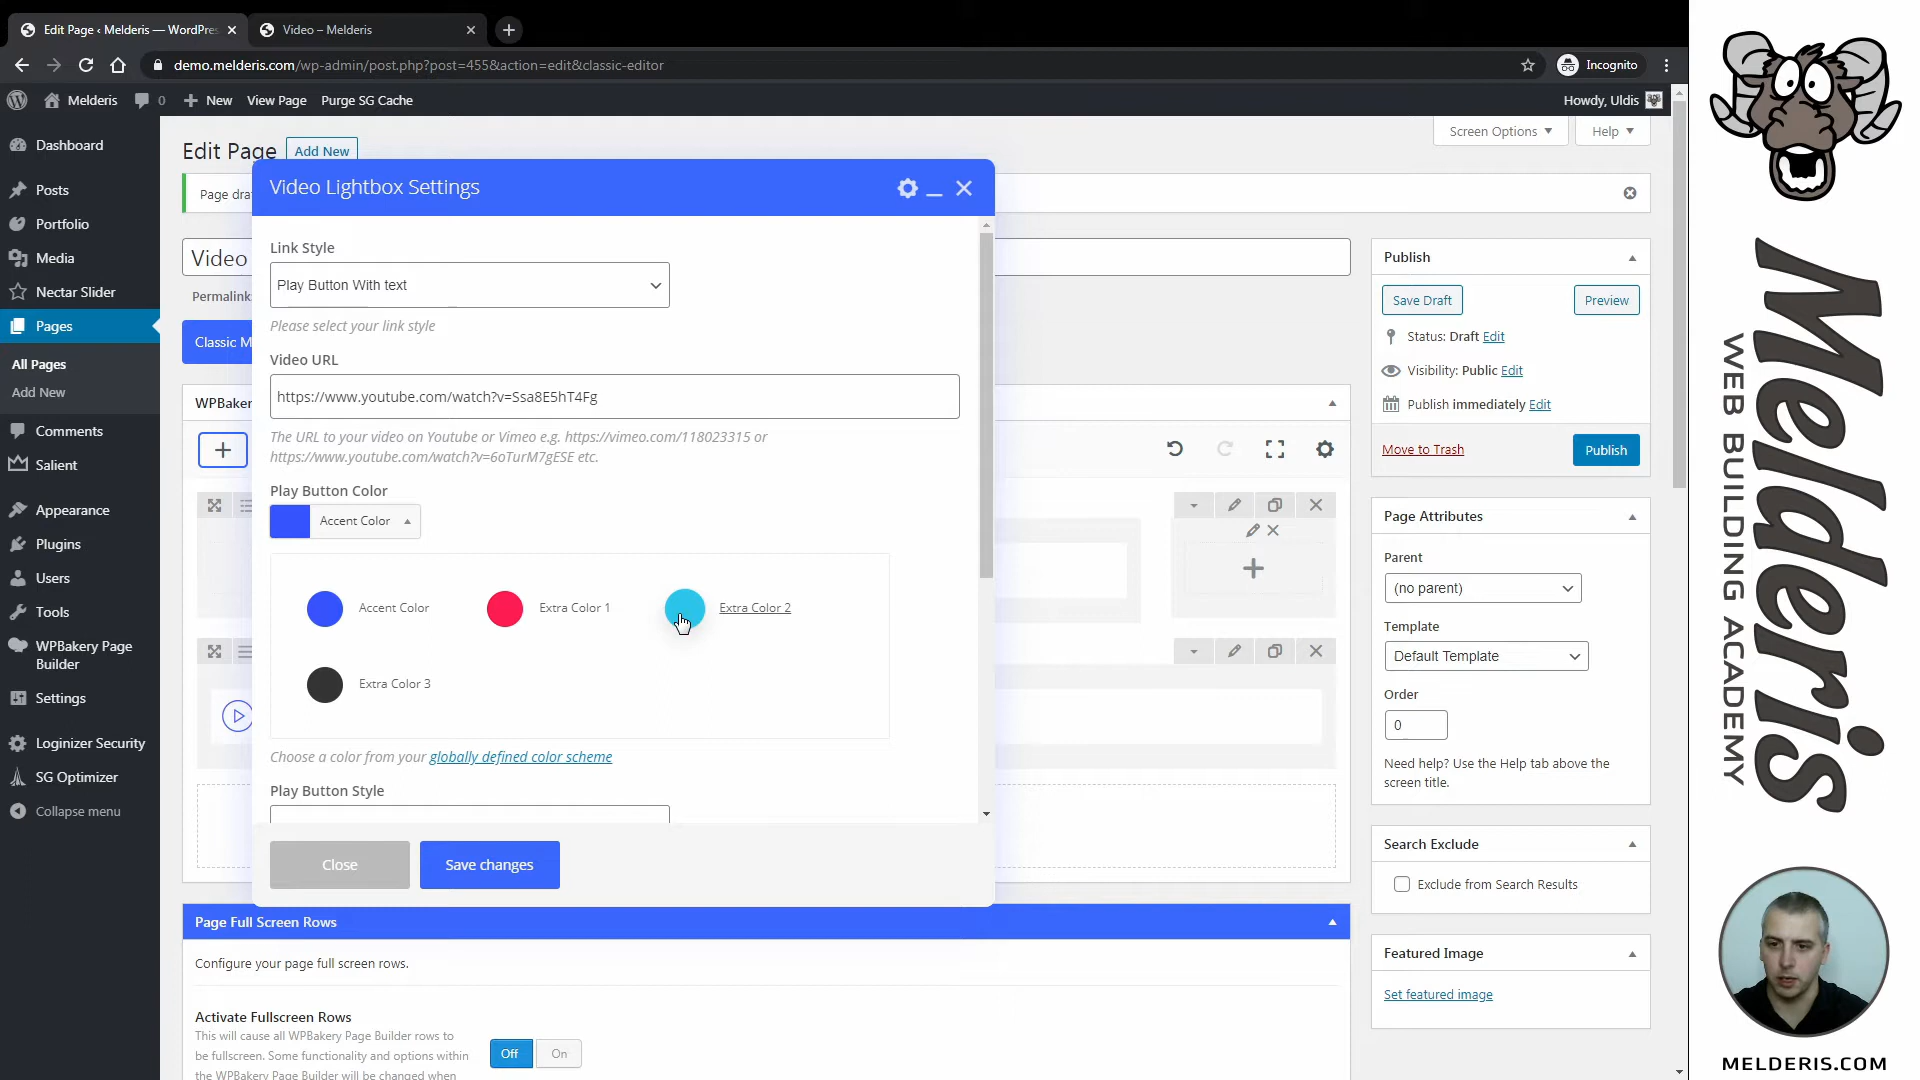 Edit Page ‹ Melderis — WordPres
Video – Melderis
demo.melderis.com/wp-admin/post.php?post=455&action=edit&classic-editor
Incognito
Melderis
0
New
View Page
Purge SG Cache
Howdy, Uldis
Dashboard
Posts
Portfolio
Media
Nectar Slider
Pages
All Pages
Add New
Comments
Salient
Appearance
Plugins
Users
Tools
WPBakery Page
Builder
Settings
Loginizer Security
SG Optimizer
Collapse menu
Edit Page
Add New
Screen Options
Help
Page dra
Video
Permalink
Classic M
WPBakery
Video Lightbox Settings
Link Style
Play Button With text
Please select your link style
Video URL
https://www.youtube.com/watch?v=Ssa8E5hT4Fg
The URL to your video on Youtube or Vimeo e.g. https://vimeo.com/118023315 or
https://www.youtube.com/watch?v=6oTurM7gESE etc.
Play Button Color
Accent Color
Accent Color
Extra Color 1
Extra Color 2
Extra Color 3
Choose a color from your globally defined color scheme
Play Button Style
Close
Save changes
Page Full Screen Rows
Configure your page full screen rows.
Activate Fullscreen Rows
This will cause all WPBakery Page Builder rows to
be fullscreen. Some functionality and options within
the WPBakery Page Builder will be changed when
Off
On
Publish
Save Draft
Preview
Status: Draft Edit
Visibility: Public Edit
Publish immediately Edit
Move to Trash
Publish
Page Attributes
Parent
(no parent)
Template
Default Template
Order
0
Need help? Use the Help tab above the
screen title.
Search Exclude
Exclude from Search Results
Featured Image
Set featured image
Melderis
WEB BUILDING ACADEMY
MELDERIS.COM